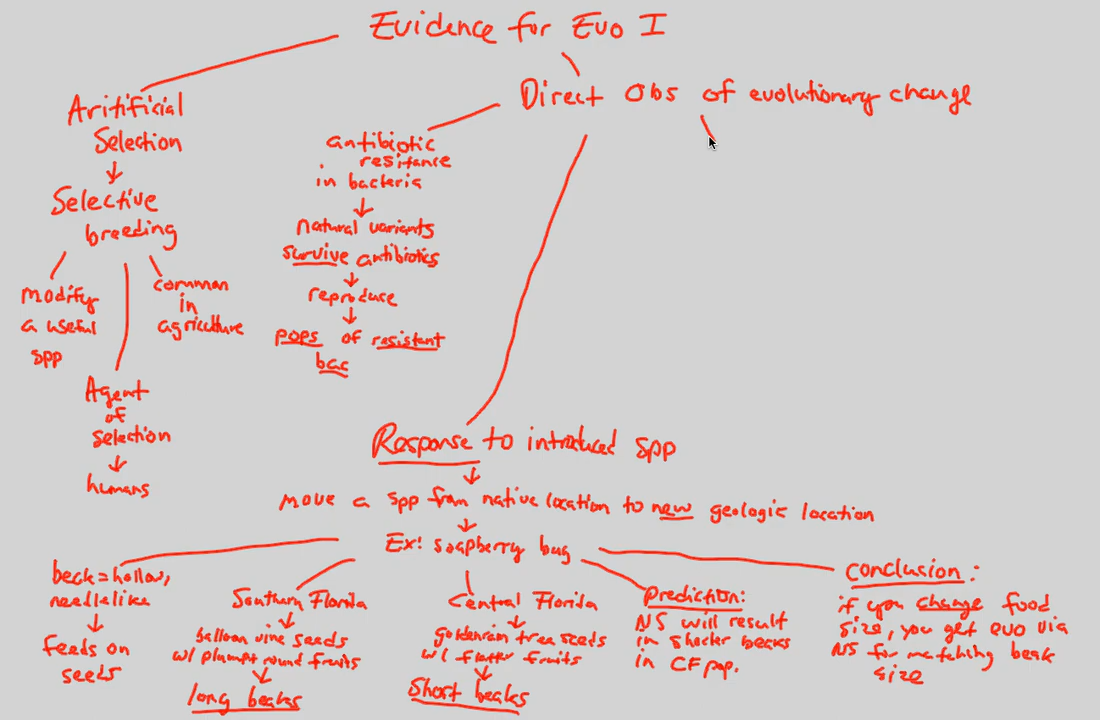 Evidence for Evo I
Aritificial
Selection
↓
Selective
breeding
modify
a useful
spp
common
in
agriculture
Agent
of
selection
↓
humans
Direct Obs of evolutionary change
antibiotic
resitance
in bacteria
↓
natural variants
survive antibiotics
↓
reproduce
↓
pops of resistant
bac
Response to introduced spp
↓
move a spp from native location to new geologic location
↓
Ex: soapberry bug
beak = hollow,
needlelike
↓
feeds on
seeds
Southern Florida
↓
balloon vine seeds
w/ plumpt round fruits
↓
long beaks
Central Florida
↓
goldenrain tree seeds
w/ flatter fruits
↓
Short beaks
Prediction:
NS will result
in shorter beaks
in CF pop.
Conclusion:
if you change food
size, you get evo via
NS for matching beak
size